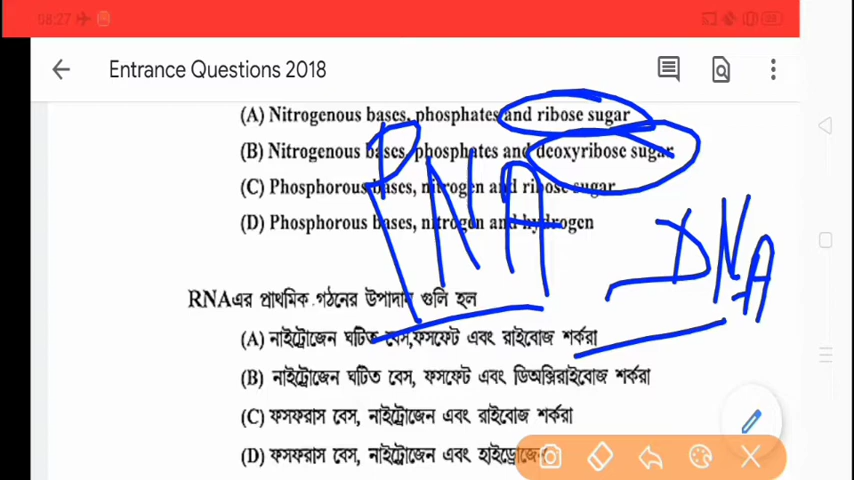 08:27
Entrance Questions 2018
(A) Nitrogenous bases, phosphates and ribose sugar
(B) Nitrogenous bases, phosphates and deoxyribose sugar
(C) Phosphorous bases, nitrogen and ribose sugar
(D) Phosphorous bases, nitrogen and hydrogen
RNA
DNA
RNAএর প্রাথমিক গঠনের উপাদান গুলি হল
(A) নাইট্রোজেন ঘটিত বেস,ফসফেট এবং রাইবোজ শর্করা
(B) নাইট্রোজেন ঘটিত বেস, ফসফেট এবং ডিঅক্সিরাইবোজ শর্করা
(C) ফসফরাস বেস, নাইট্রোজেন এবং রাইবোজ শর্করা
(D) ফসফরাস বেস, নাইট্রোজেন এবং হাইড্রোজেন